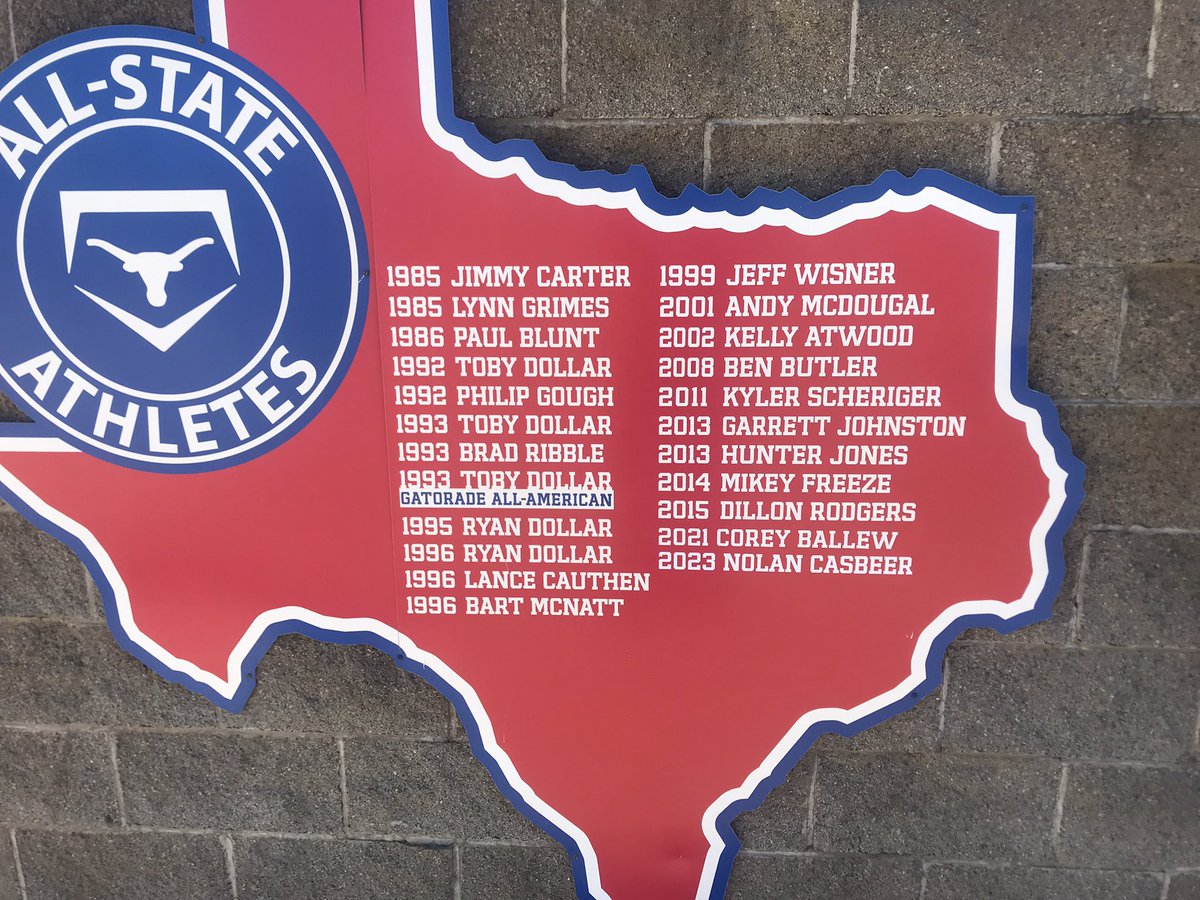 ALL-STATE
ATHLETES
1985 JIMMY CARTER
1985 LYNN GRIMES
1986 PAUL BLUNT
1992 TOBY DOLLAR
1992 PHILIP GOUGH
1993 TOBY DOLLAR
1993 BRAD RIBBLE
1993 TOBY DOLLAR
GATORADE ALL-AMERICAN
1995 RYAN DOLLAR
1996 RYAN DOLLAR
1996 LANCE CAUTHEN
1996 BART MCNATT
1999 JEFF WISNER
2001 ANDY MCDOUGAL
2002 KELLY ATWOOD
2008 BEN BUTLER
2011 KYLER SCHERIGER
2013 GARRETT JOHNSTON
2013 HUNTER JONES
2014 MIKEY FREEZE
2015 DILLON RODGERS
2021 COREY BALLEW
2023 NOLAN CASBEER